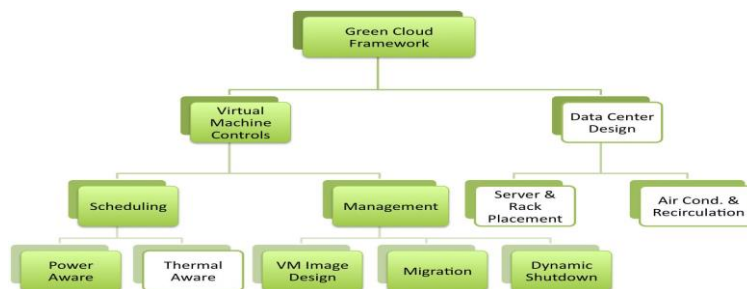 Green Cloud
Framework
Virtual
Machine
Controls
Data Center
Design
Scheduling
Management
Server &
Rack
Placement
Air Cond. &
Recirculation
Power
Aware
Thermal
Aware
VM Image
Design
Migration
Dynamic
Shutdown